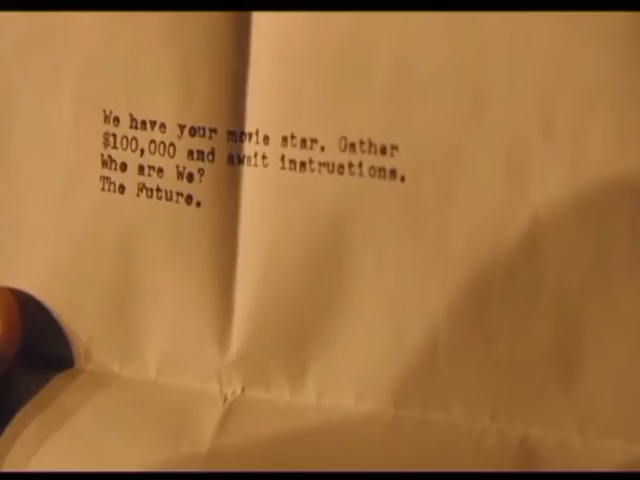 We have your movie star. Gather
$100,000 and await instructions.
Who are We?
The Future.